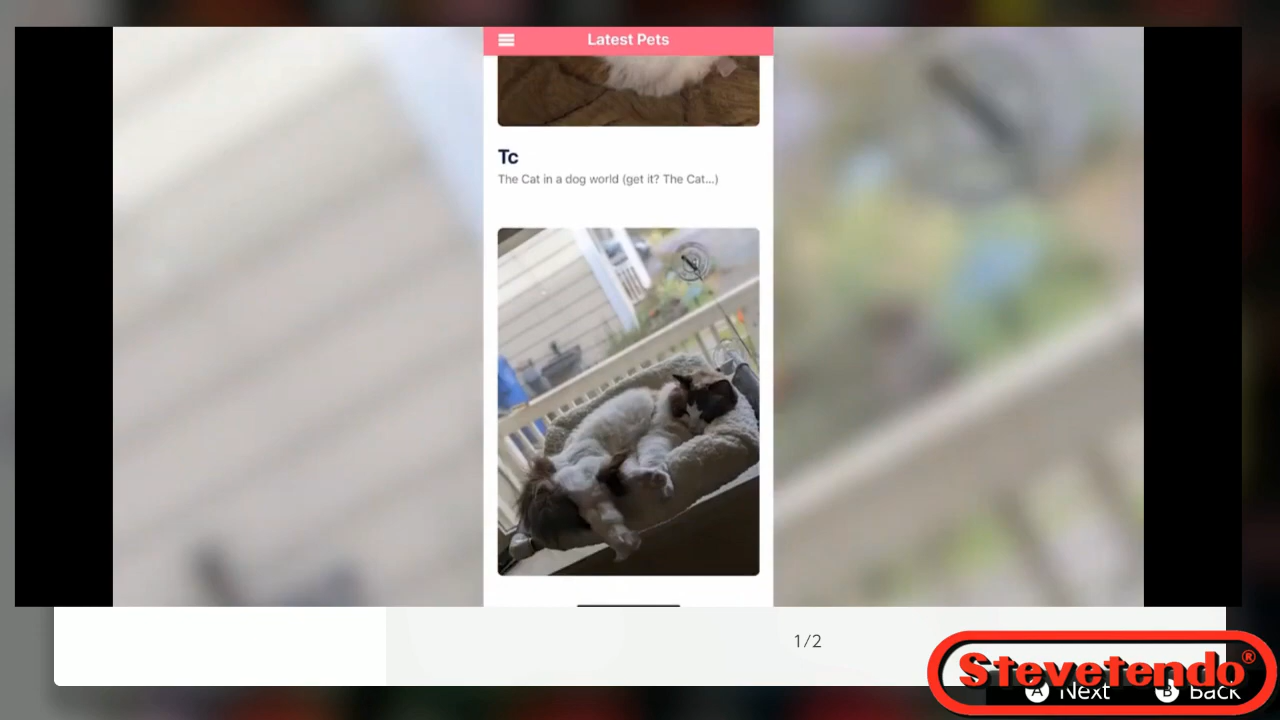 Latest Pets
Tc
The Cat in a dog world (get it? The Cat...)
1/2
Stevetendo®
A Next B Back